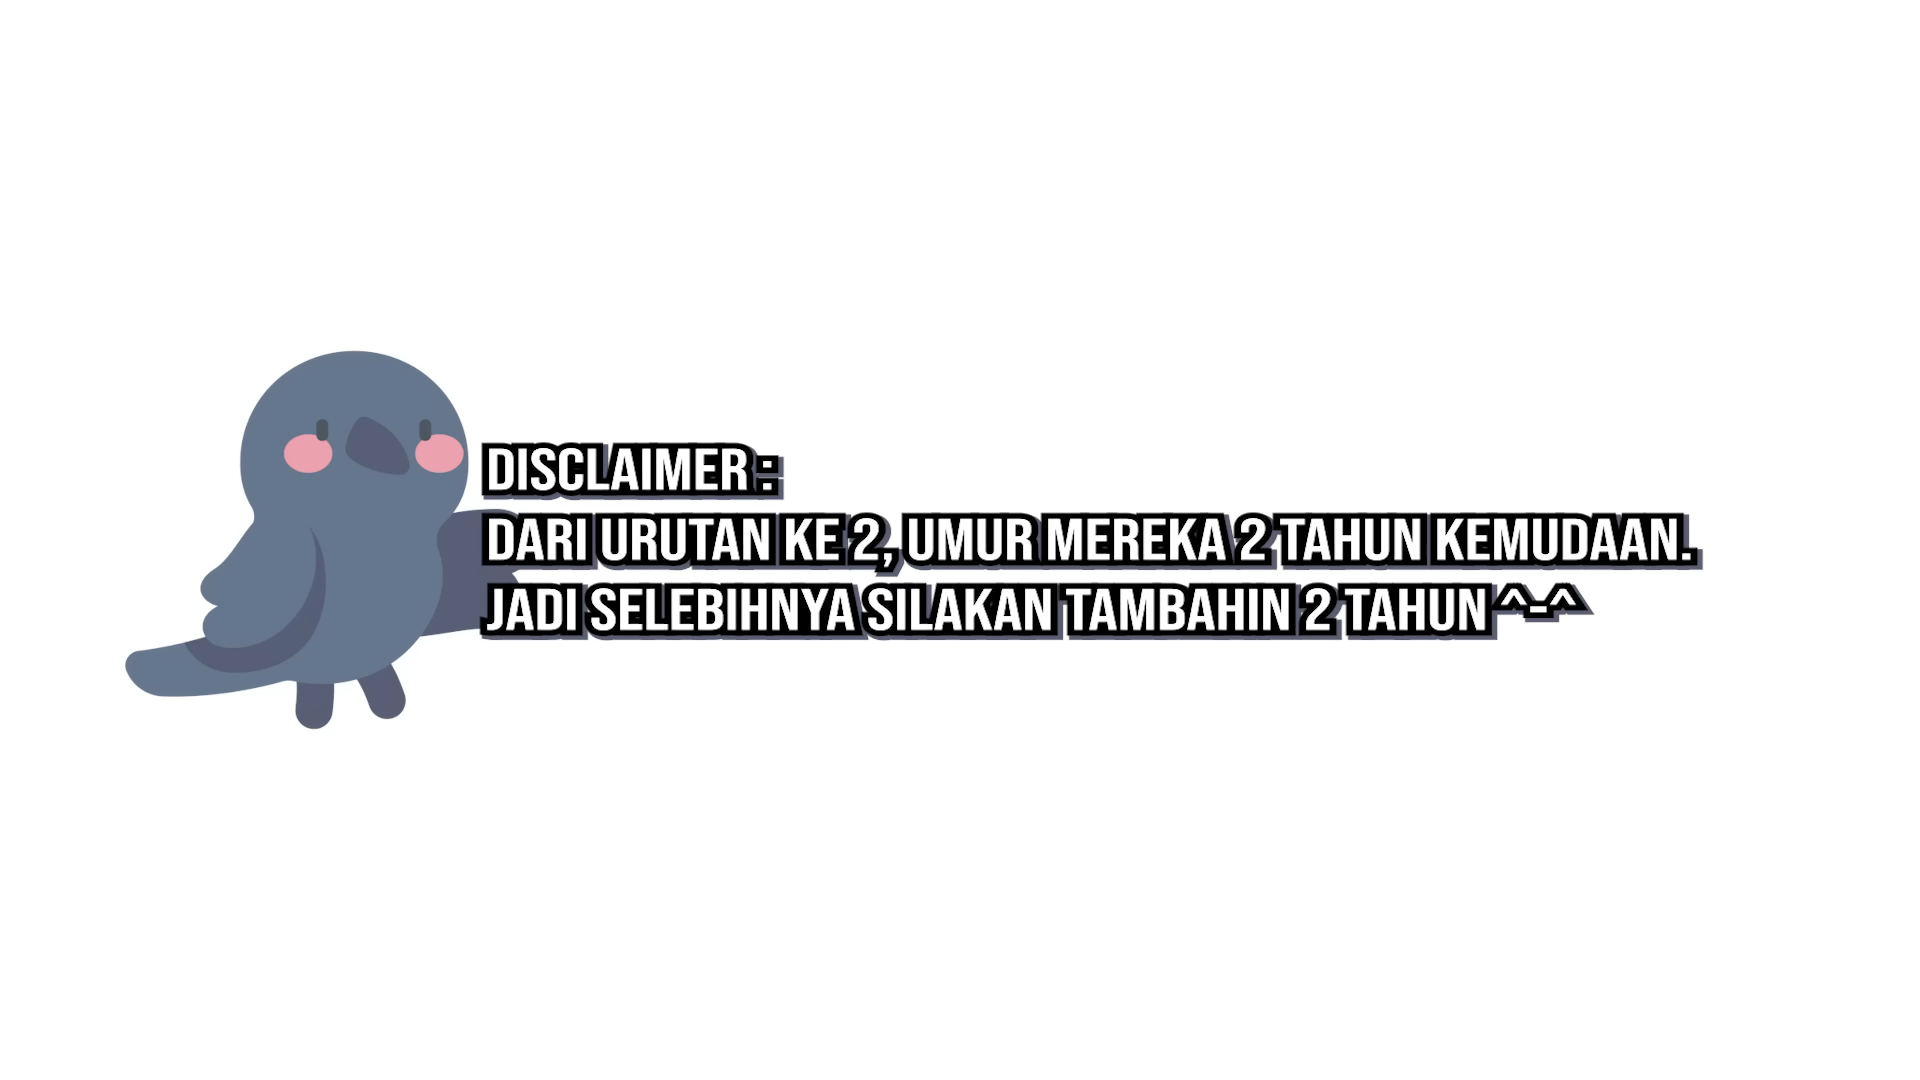 DISCLAIMER :
DARI URUTAN KE 2, UMUR MEREKA 2 TAHUN KEMUDAAN.
JADI SELEBIHNYA SILAKAN TAMBAHIN 2 TAHUN ^-^